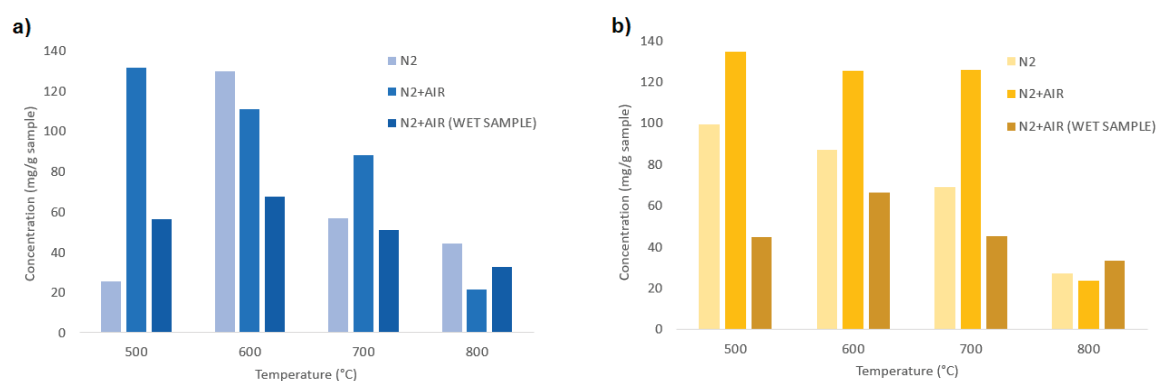 a)
140
120
100
80
60
40
20
0
Concentration (mg/g sample)
N2
N2+AIR
N2+AIR (WET SAMPLE)
500 600 700 800
Temperature (°C)
b)
140
120
100
80
60
40
20
0
Concentration (mg/g sample)
N2
N2+AIR
N2+AIR (WET SAMPLE)
500 600 700 800
Temperature (°C)